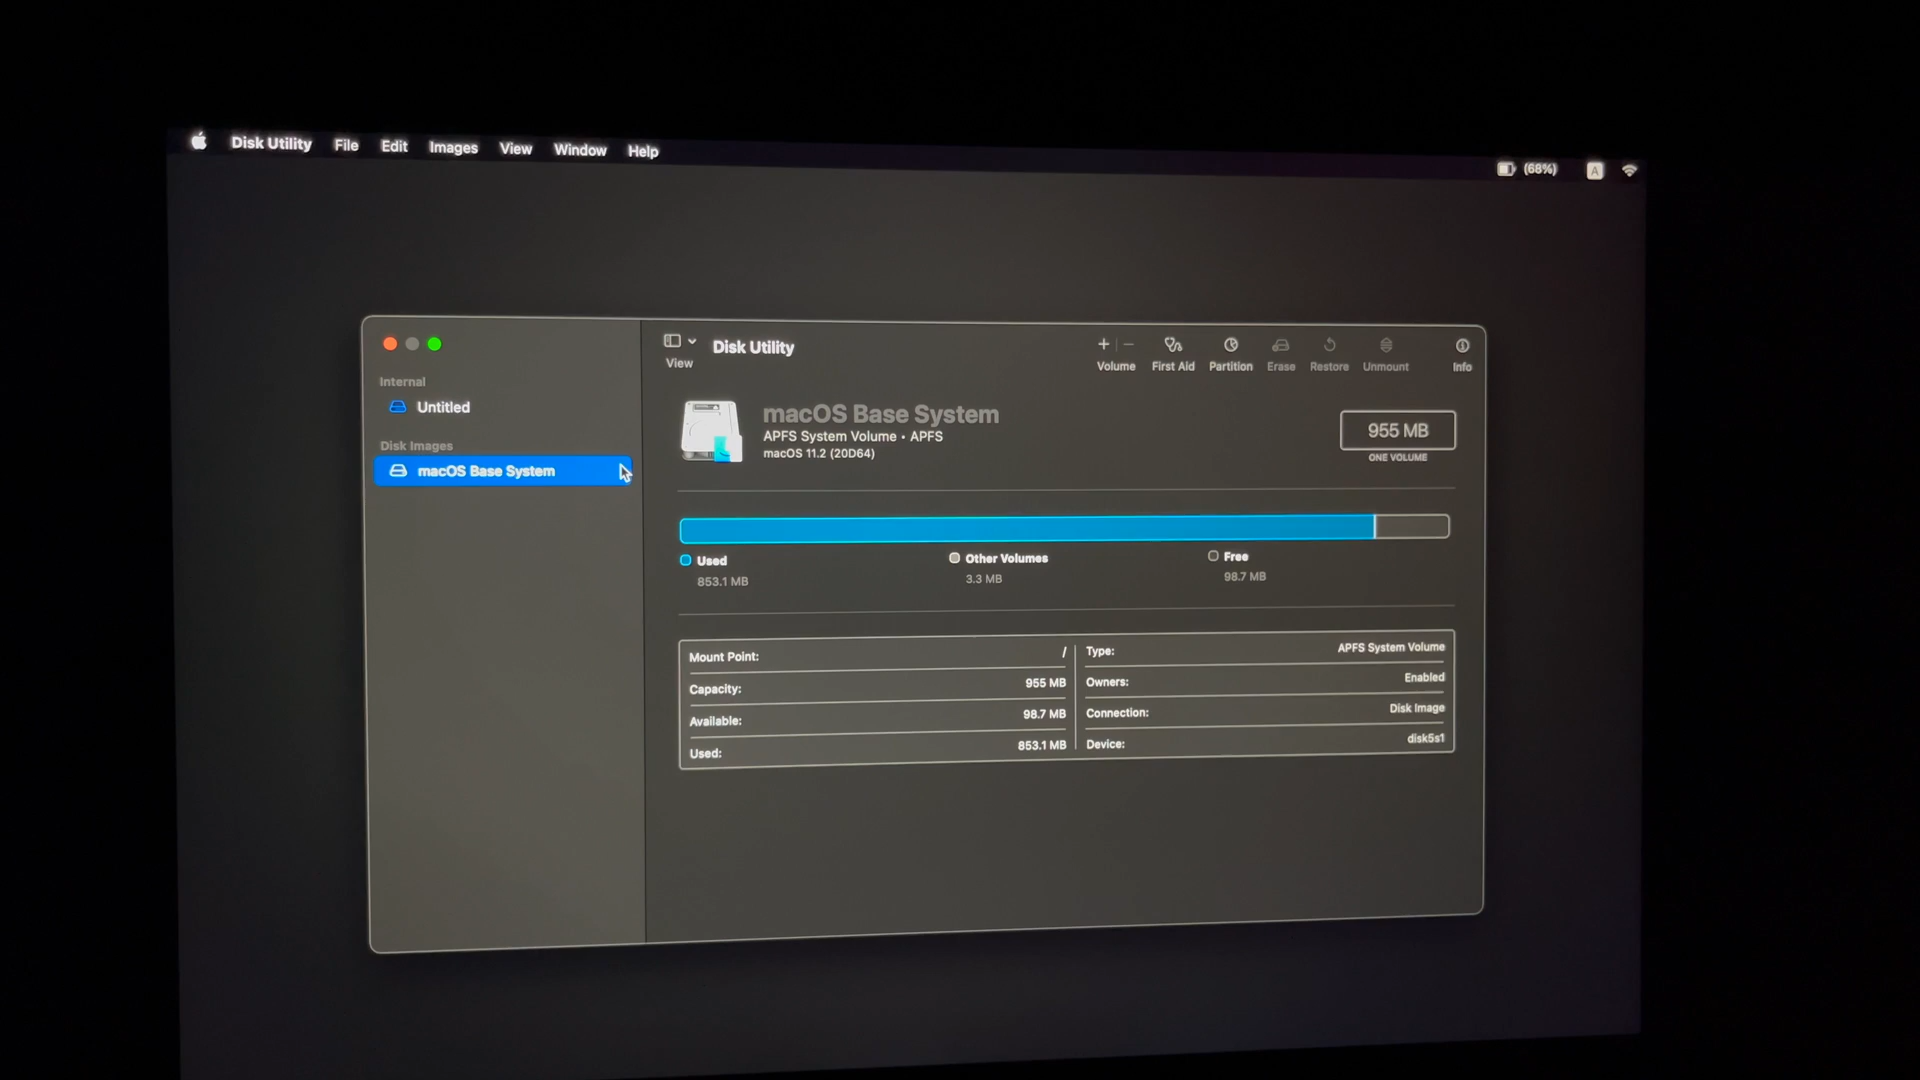 Disk Utility File Edit Images View Window Help
(68%) A
View Disk Utility
Volume First Aid Partition Erase Restore Unmount Info
Internal
Untitled
Disk Images
macOS Base System
macOS Base System
APFS System Volume • APFS
macOS 11.2 (20D64)
955 MB
ONE VOLUME
Used
853.1 MB
Other Volumes
3.3 MB
Free
98.7 MB
Mount Point: /
Capacity: 955 MB
Available: 98.7 MB
Used: 853.1 MB
Type: APFS System Volume
Owners: Enabled
Connection: Disk Image
Device: disk5s1